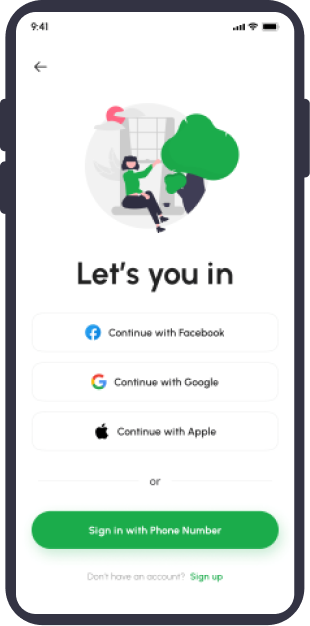 9:41
Let's you in
Continue with Facebook
Continue with Google
Continue with Apple
or
Sign in with Phone Number
Don't have an account? Sign up